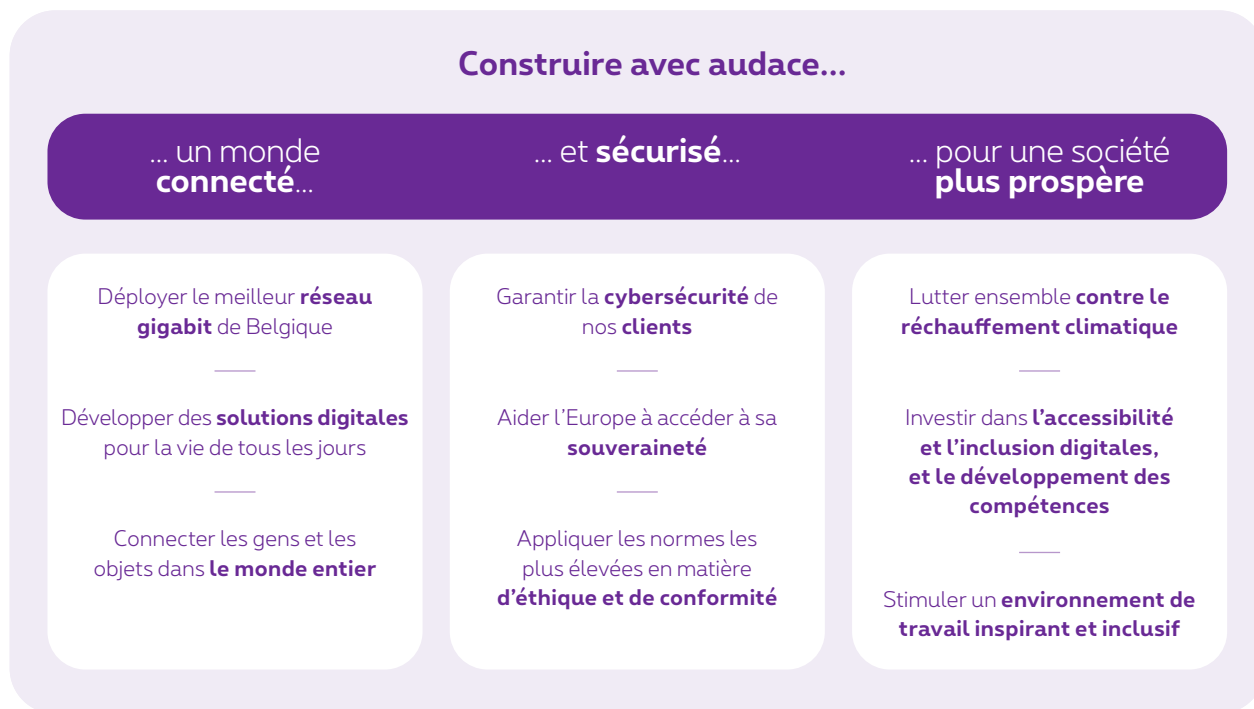 Construire avec audace...
... un monde
connecté...
... et sécurisé...
... pour une société
plus prospère
Déployer le meilleur réseau
gigabit de Belgique
Développer des solutions digitales
pour la vie de tous les jours
Connecter les gens et les
objets dans le monde entier
Garantir la cybersécurité de
nos clients
Aider l’Europe à accéder à sa
souveraineté
Appliquer les normes les
plus élevées en matière
d’éthique et de conformité
Lutter ensemble contre le
réchauffement climatique
Investir dans l’accessibilité
et l’inclusion digitales,
et le développement des
compétences
Stimuler un environnement de
travail inspirant et inclusif